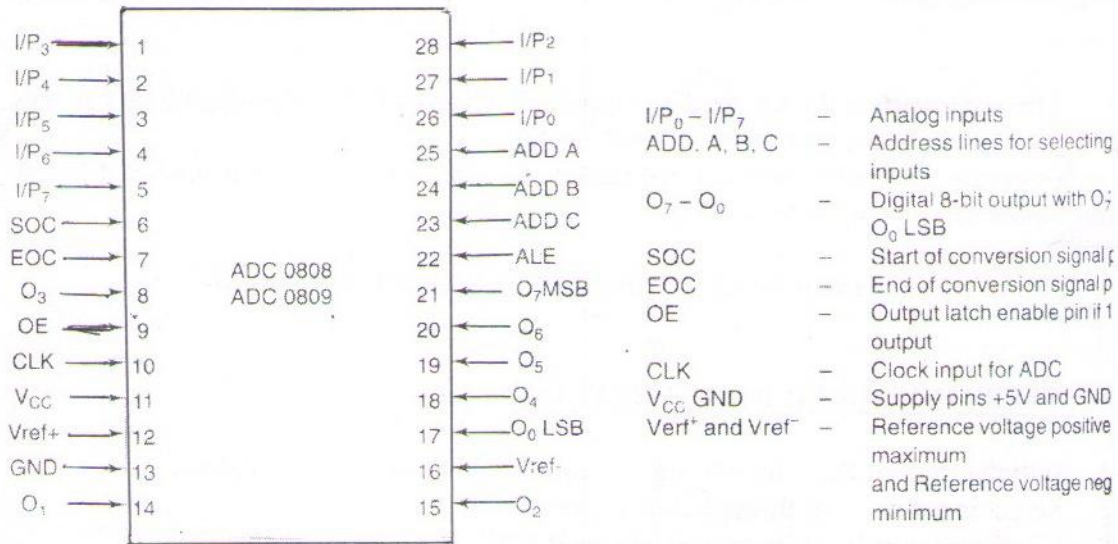 I/P₃ 1 28 I/P₂
I/P₄ 2 27 I/P₁
I/P₅ 3 26 I/P₀
I/P₆ 4 25 ADD A
I/P₇ 5 24 ADD B
SOC 6 23 ADD C
EOC 7 22 ALE
O₃ 8 21 O₇MSB
OE 9 20 O₆
CLK 10 19 O₅
V_CC 11 18 O₄
Vref+ 12 17 O₀ LSB
GND 13 16 Vref-
O₁ 14 15 O₂
ADC 0808
ADC 0809
I/P₀ – I/P₇ – Analog inputs
ADD. A, B, C – Address lines for selecting
inputs
O₇ – O₀ – Digital 8-bit output with O₇
O₀ LSB
SOC – Start of conversion signal
EOC – End of conversion signal p
OE – Output latch enable pin if 1
output
CLK – Clock input for ADC
V_CC GND – Supply pins +5V and GND
Verf⁺ and Vref⁻ – Reference voltage positive
maximum
and Reference voltage neg
minimum